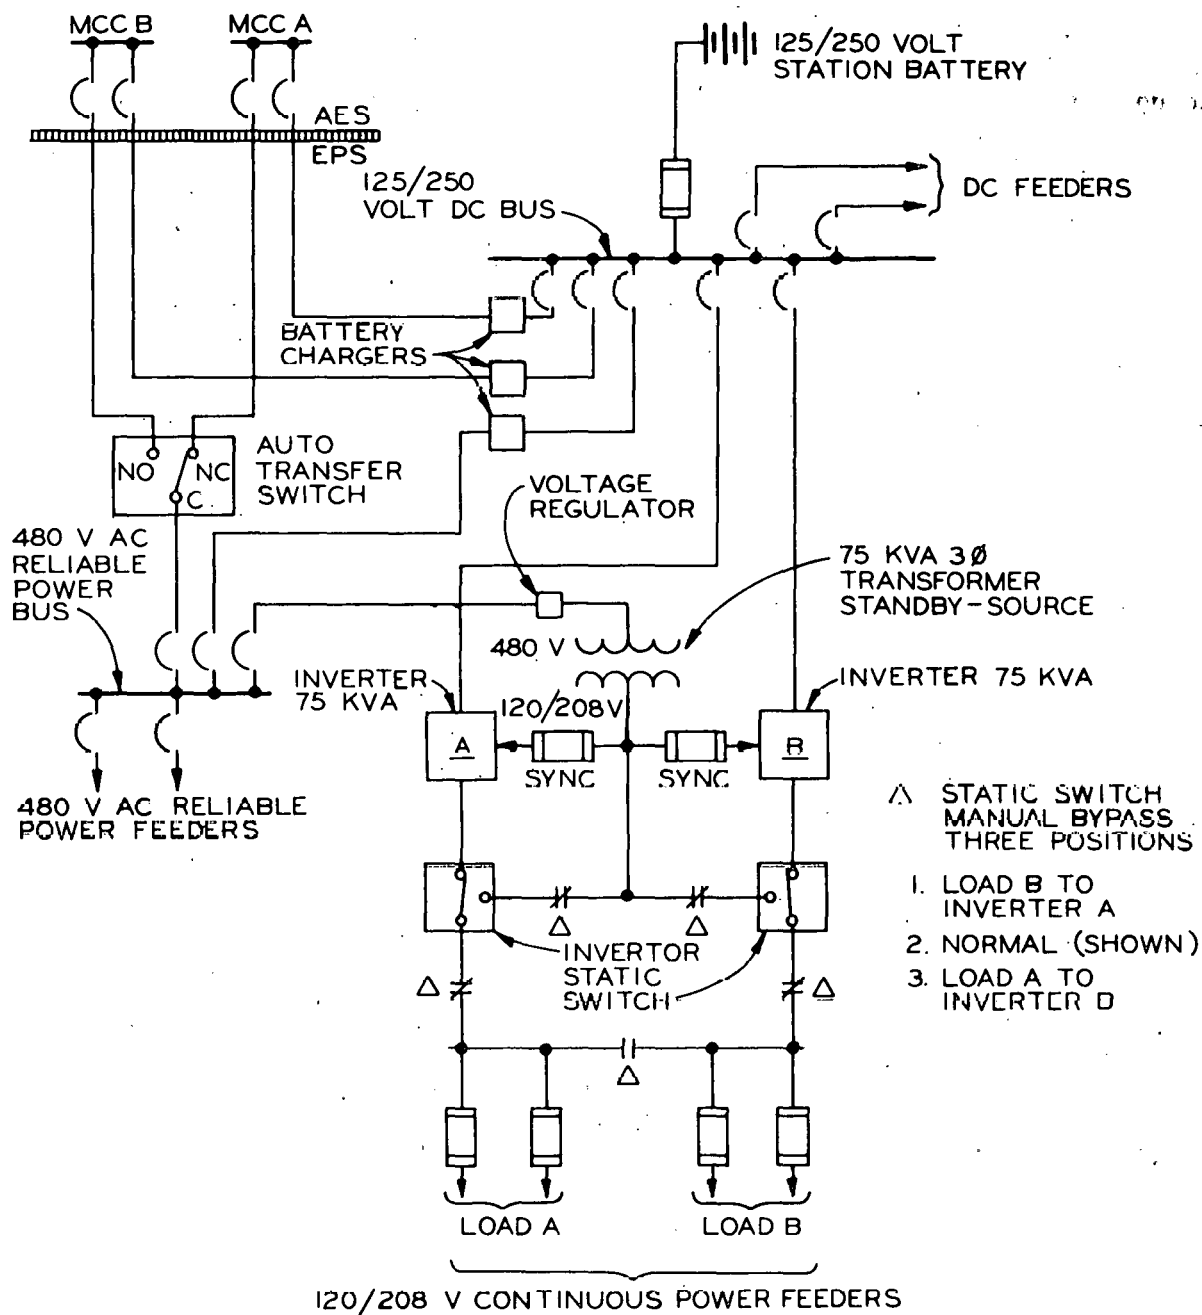 MCC B
MCC A
125/250 VOLT
STATION BATTERY
AES
EPS
125/250
VOLT DC BUS
DC FEEDERS
BATTERY
CHARGERS
NO
NC
C
AUTO
TRANSFER
SWITCH
VOLTAGE
REGULATOR
480 V AC
RELIABLE
POWER
BUS
75 KVA 3Ø
TRANSFORMER
STANDBY-SOURCE
480 V
INVERTER
75 KVA
120/208V
INVERTER 75 KVA
A
B
SYNC
SYNC
480 V AC RELIABLE
POWER FEEDERS
△ STATIC SWITCH
MANUAL BYPASS
THREE POSITIONS
1. LOAD B TO
INVERTER A
2. NORMAL (SHOWN)
3. LOAD A TO
INVERTER B
△
△
INVERTOR
STATIC
SWITCH
△
△
△
LOAD A
LOAD B
120/208 V CONTINUOUS POWER FEEDERS